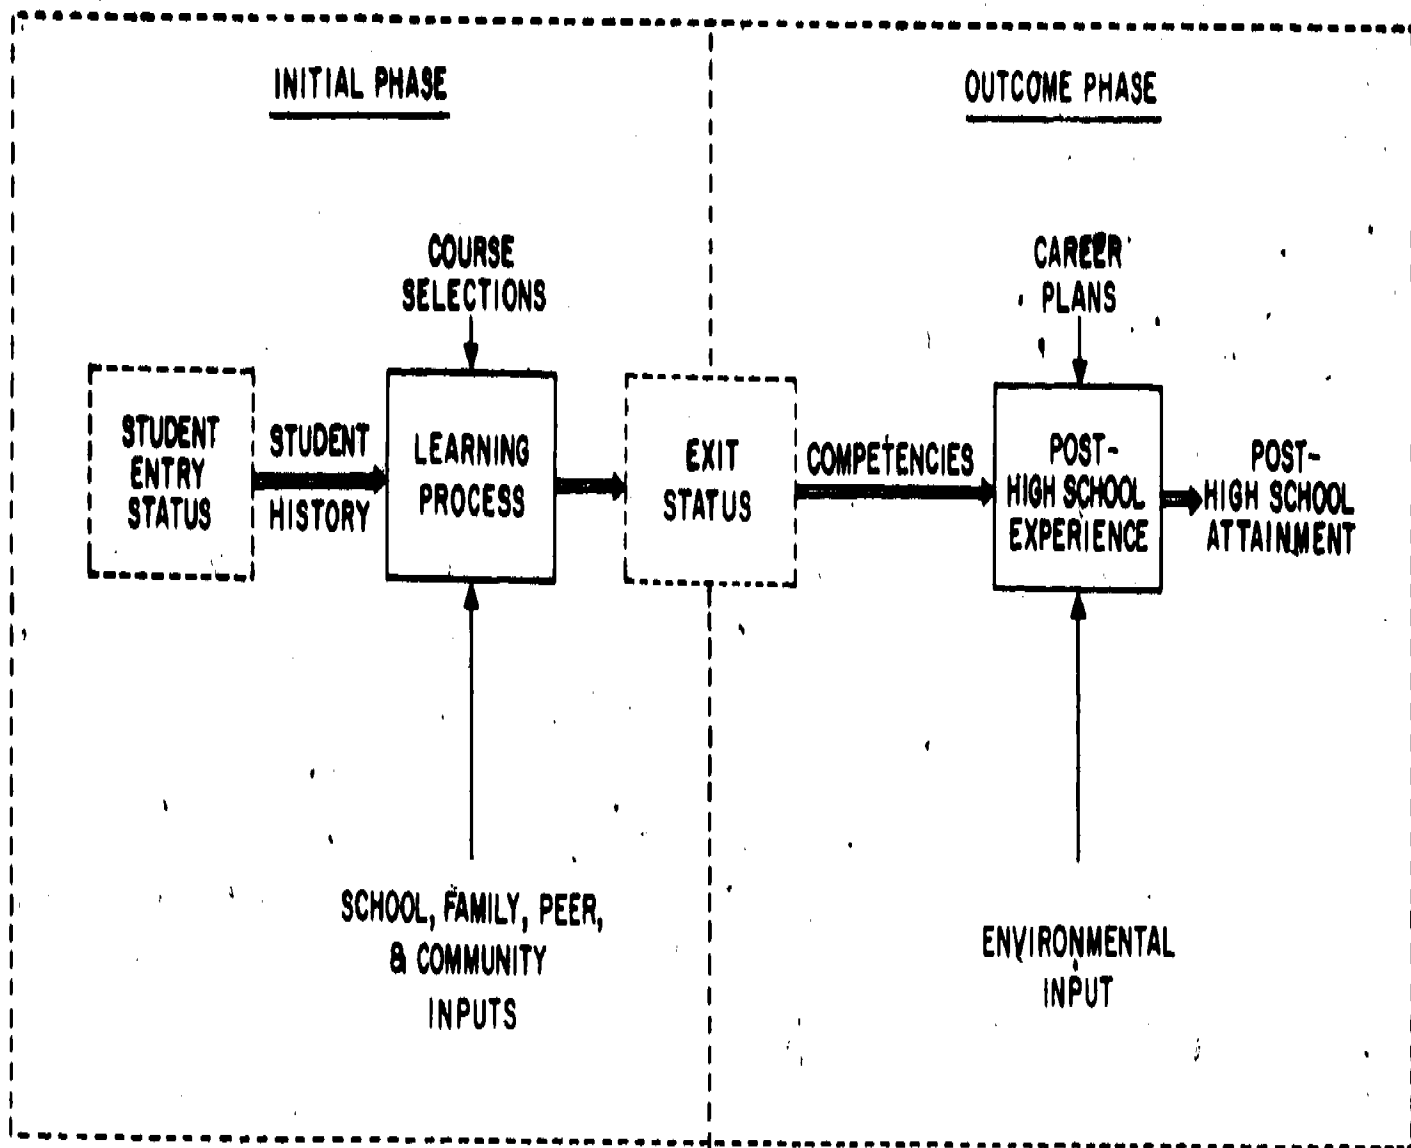 INITIAL PHASE
OUTCOME PHASE
COURSE
SELECTIONS
CAREER
PLANS
STUDENT
ENTRY
STATUS
STUDENT
HISTORY
LEARNING
PROCESS
EXIT
STATUS
COMPETENCIES
POST-
HIGH SCHOOL
EXPERIENCE
POST-
HIGH SCHOOL
ATTAINMENT
SCHOOL, FAMILY, PEER,
& COMMUNITY
INPUTS
ENVIRONMENTAL
INPUT